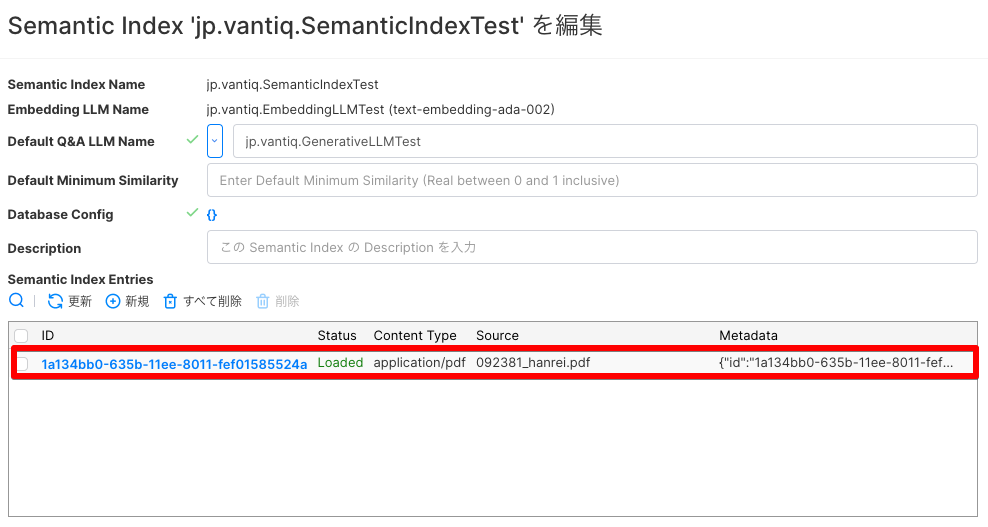 Semantic Index 'jp.vantiq.SemanticIndexTest' を編集
Semantic Index Name jp.vantiq.SemanticIndexTest
Embedding LLM Name jp.vantiq.EmbeddingLLMTest (text-embedding-ada-002)
Default Q&A LLM Name jp.vantiq.GenerativeLLMTest
Default Minimum Similarity Enter Default Minimum Similarity (Real between 0 and 1 inclusive)
Database Config {}
Description この Semantic Index の Description を入力
Semantic Index Entries
更新 新規 すべて削除 削除
ID Status Content Type Source Metadata
1a134bb0-635b-11ee-8011-fef01585524a Loaded application/pdf 092381_hanrei.pdf {"id":"1a134bb0-635b-11ee-8011-fef...